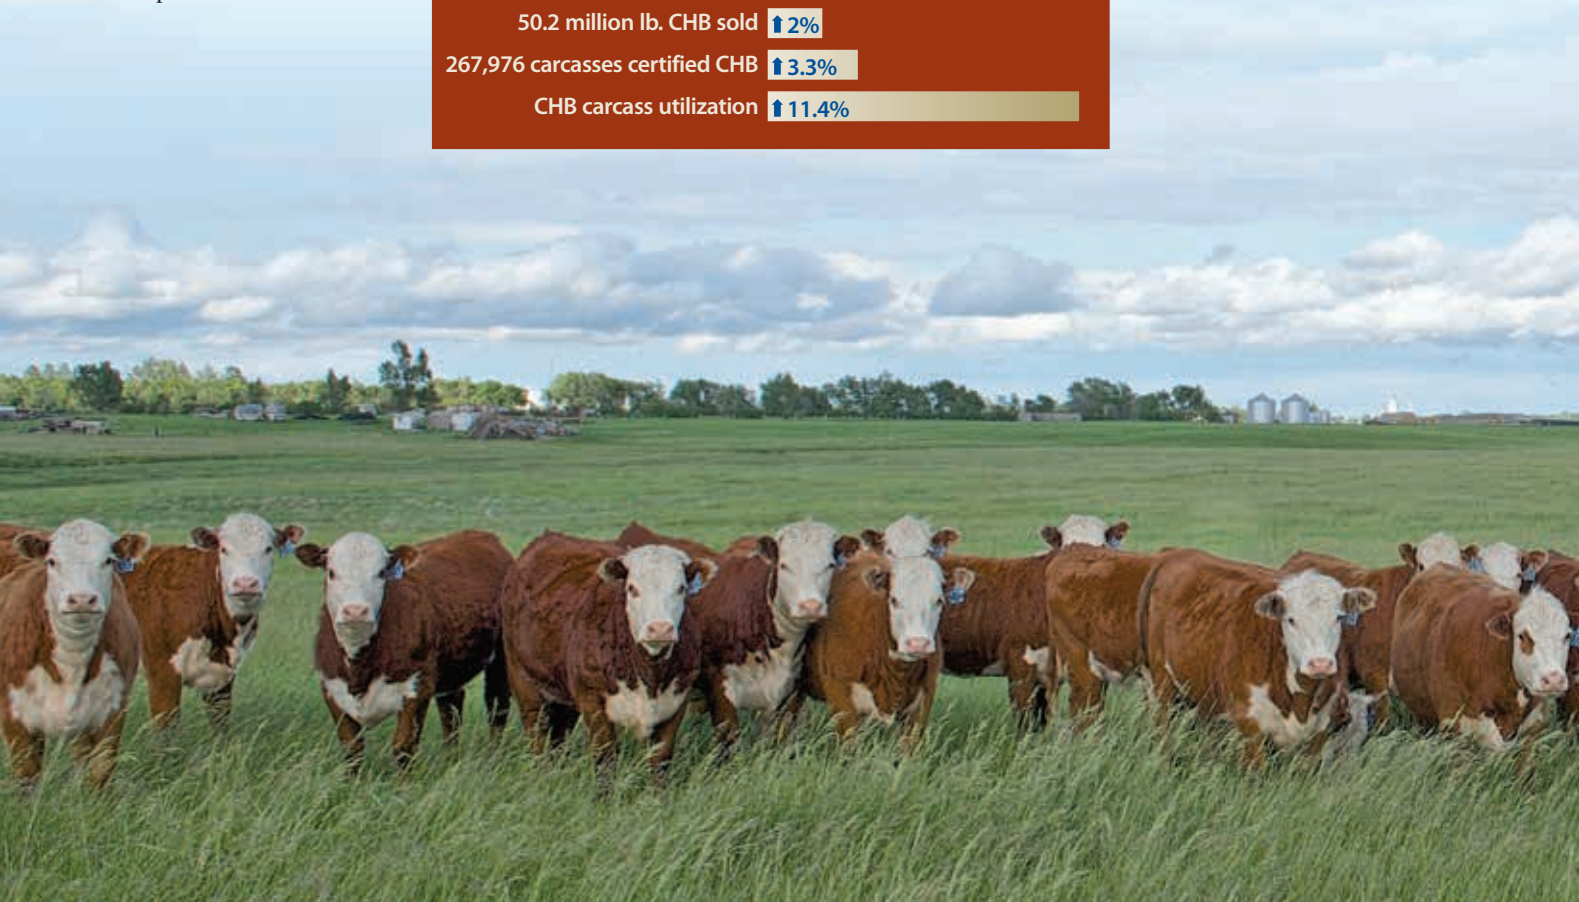 50.2 million lb. CHB sold ⬆ 2%
267,976 carcasses certified CHB ⬆ 3.3%
CHB carcass utilization ⬆ 11.4%